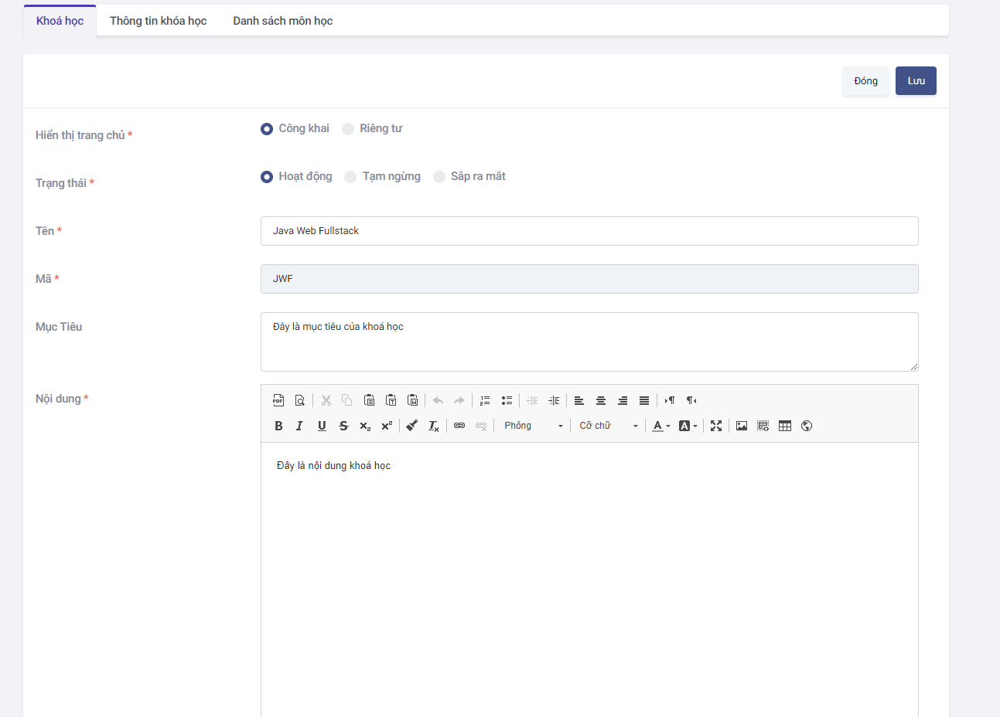 Khoá học Thông tin khóa học Danh sách môn học
Đóng Lưu
Hiển thị trang chủ * Công khai Riêng tư
Trạng thái * Hoạt động Tạm ngừng Sắp ra mắt
Tên * Java Web Fullstack
Mã * JWF
Mục Tiêu Đây là mục tiêu của khoá học
Nội dung *
Phông Cỡ chữ
Đây là nội dung khoá học